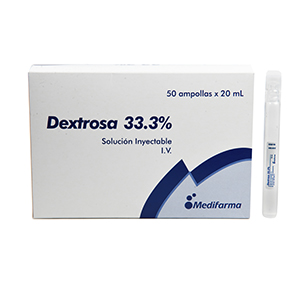 50 ampollas x 20 mL
Dextrosa 33.3%
Solución Inyectable
I.V.
Medifarma